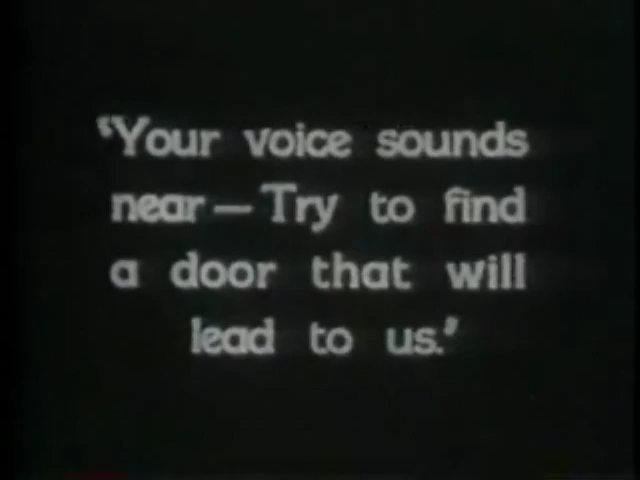 ‘Your voice sounds
near — Try to find
a door that will
lead to us.’